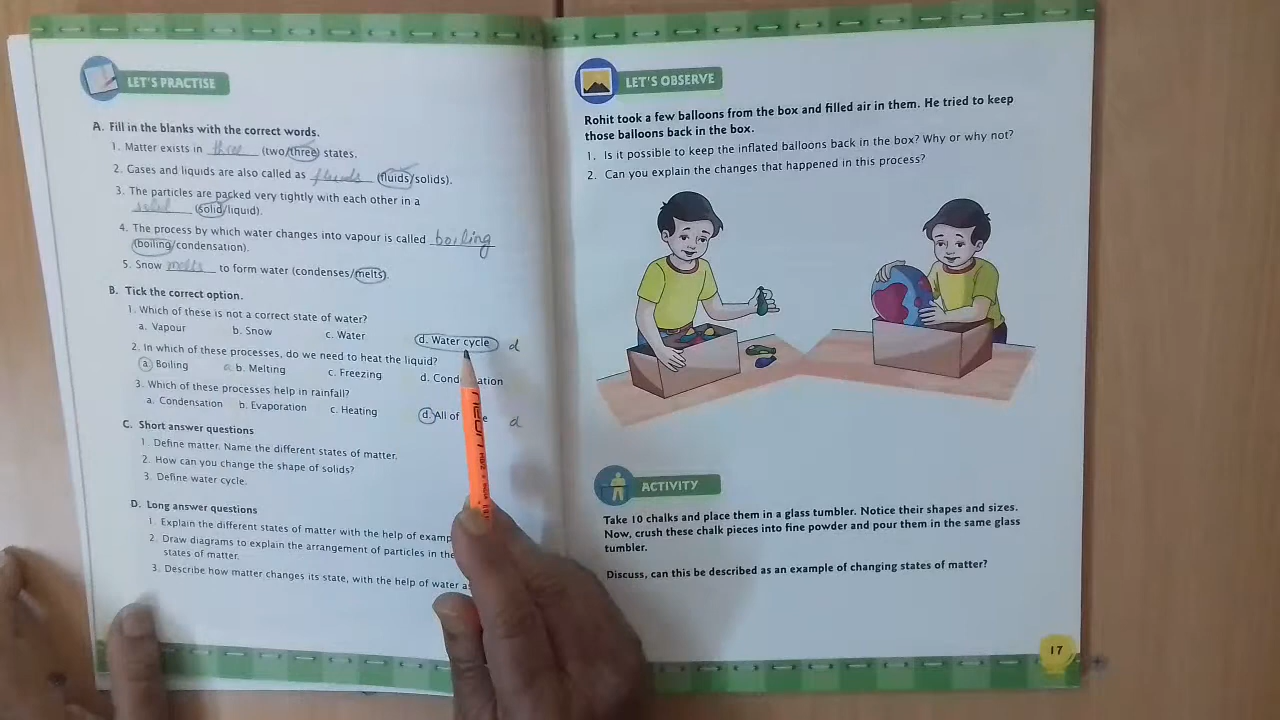 LET'S PRACTISE
A. Fill in the blanks with the correct words.
1. Matter exists in three (two/three) states.
2. Gases and liquids are also called as fluids (fluids/solids).
3. The particles are packed very tightly with each other in a
solid (solid/liquid).
4. The process by which water changes into vapour is called boiling
(boiling/condensation).
5. Snow melts to form water (condenses/melts).
B. Tick the correct option.
1. Which of these is not a correct state of water?
a. Vapour b. Snow c. Water d. Water cycle d
2. In which of these processes, do we need to heat the liquid?
a. Boiling b. Melting c. Freezing d.
3. Which of these processes help in rainfall?
a. Condensation b. Evaporation c. Heating d. All of d
C. Short answer questions
1. Define matter. Name the different states of matter.
2. How can you change the shape of solids?
3. Define water cycle.
D. Long answer questions
1. Explain the different states of matter with the help of
2. Draw diagrams to explain the arrangement of particles in the
states of matter.
3. Describe how matter changes its state, with the help of water
LET'S OBSERVE
Rohit took a few balloons from the box and filled air in them. He tried to keep
those balloons back in the box.
1. Is it possible to keep the inflated balloons back in the box? Why or why not?
2. Can you explain the changes that happened in this process?
ACTIVITY
Take 10 chalks and place them in a glass tumbler. Notice their shapes and sizes.
Now, crush these chalk pieces into fine powder and pour them in the same glass
tumbler.
Discuss, can this be described as an example of changing states of matter?
17